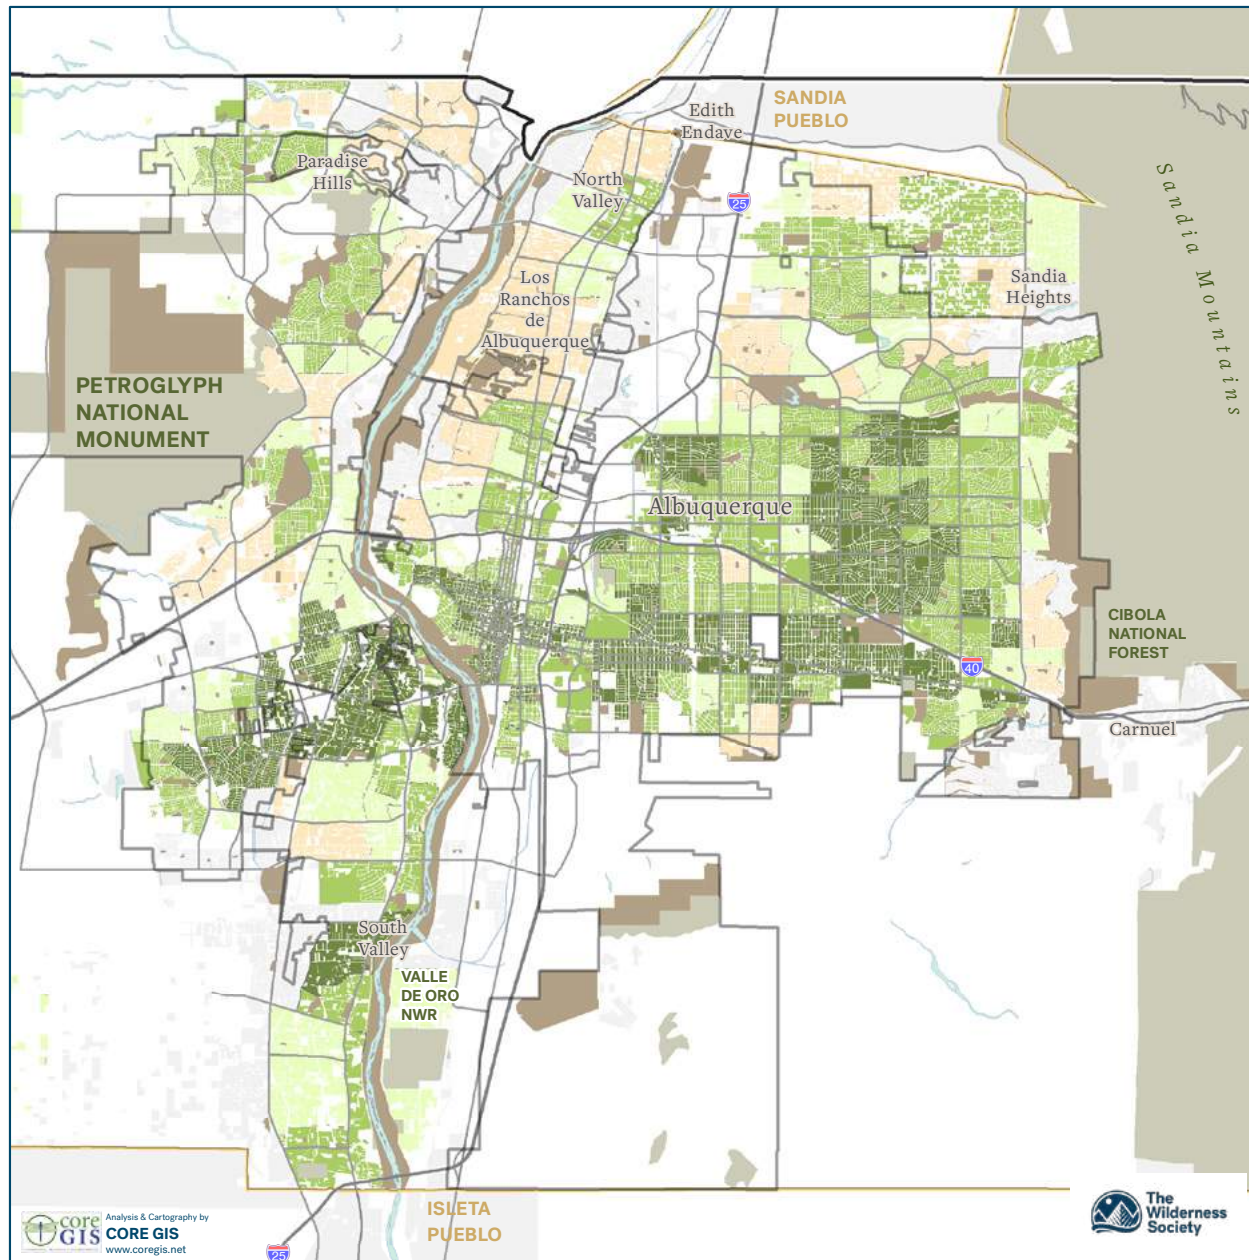 SANDIA
PUEBLO
Edith
Endave
Paradise
Hills
North
Valley
25
Sandia Mountains
Los
Ranchos
de
Albuquerque
Sandia
Heights
PETROGLYPH
NATIONAL
MONUMENT
Albuquerque
CIBOLA
NATIONAL
FOREST
40
Carnuel
South
Valley
VALLE
DE ORO
NWR
ISLETA
PUEBLO
25
core
GIS
Analysis & Cartography by
CORE GIS
www.coregis.net
The
Wilderness
Society